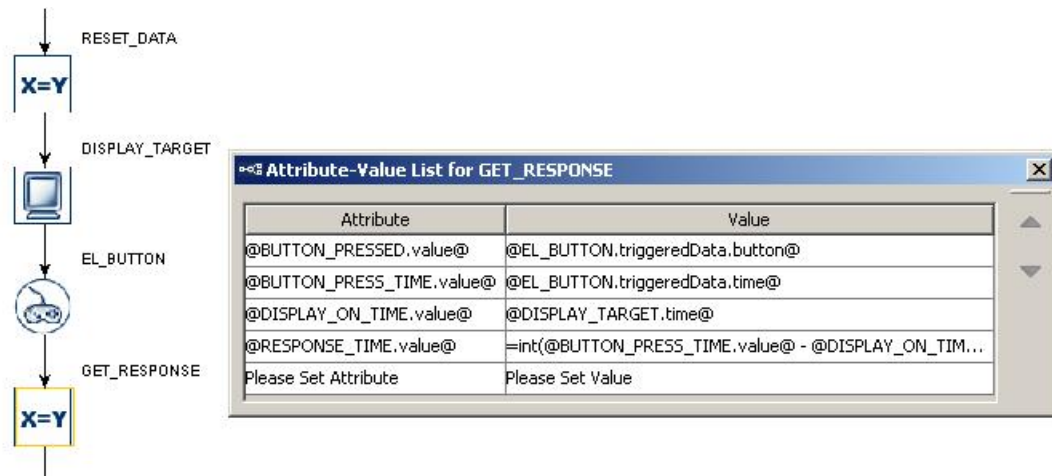 RESET_DATA
X=Y
DISPLAY_TARGET
EL_BUTTON
GET_RESPONSE
X=Y
Attribute-Value List for GET_RESPONSE
Attribute Value
@BUTTON_PRESSED.value@ @EL_BUTTON.triggeredData.button@
@BUTTON_PRESS_TIME.value@ @EL_BUTTON.triggeredData.time@
@DISPLAY_ON_TIME.value@ @DISPLAY_TARGET.time@
@RESPONSE_TIME.value@ =int(@BUTTON_PRESS_TIME.value@ - @DISPLAY_ON_TIM...
Please Set Attribute Please Set Value